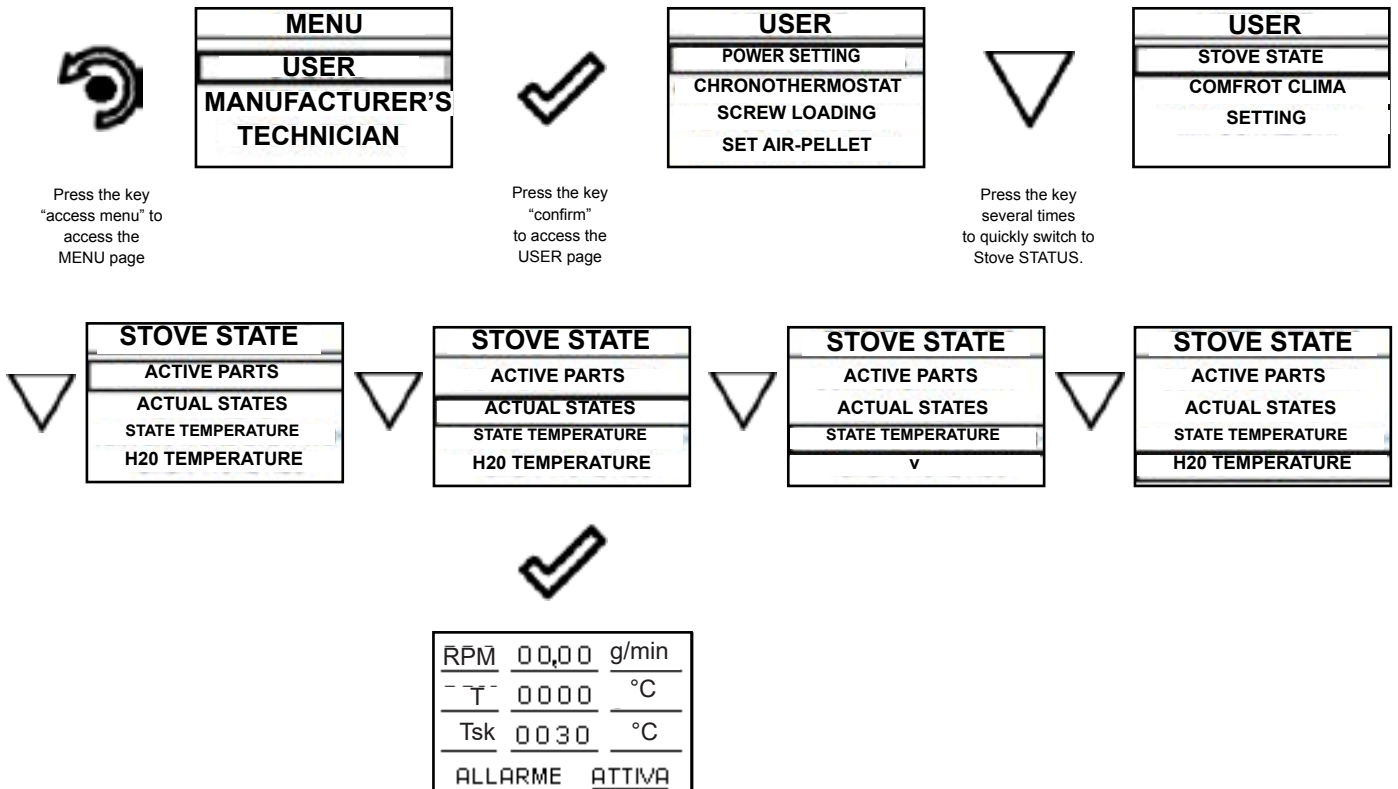 MENU
USER
MANUFACTURER'S
TECHNICIAN
USER
POWER SETTING
CHRONOTHERMOSTAT
SCREW LOADING
SET AIR-PELLET
USER
STOVE STATE
COMFROT CLIMA
SETTING
Press the key
“access menu” to
access the
MENU page
Press the key
“confirm”
to access the
USER page
Press the key
several times
to quickly switch to
Stove STATUS.
STOVE STATE
ACTIVE PARTS
ACTUAL STATES
STATE TEMPERATURE
H20 TEMPERATURE
STOVE STATE
ACTIVE PARTS
ACTUAL STATES
STATE TEMPERATURE
H20 TEMPERATURE
STOVE STATE
ACTIVE PARTS
ACTUAL STATES
STATE TEMPERATURE
v
STOVE STATE
ACTIVE PARTS
ACTUAL STATES
STATE TEMPERATURE
H20 TEMPERATURE
RPM 00,00 g/min
T 0000 °C
Tsk 0030 °C
ALLARME ATTIVA